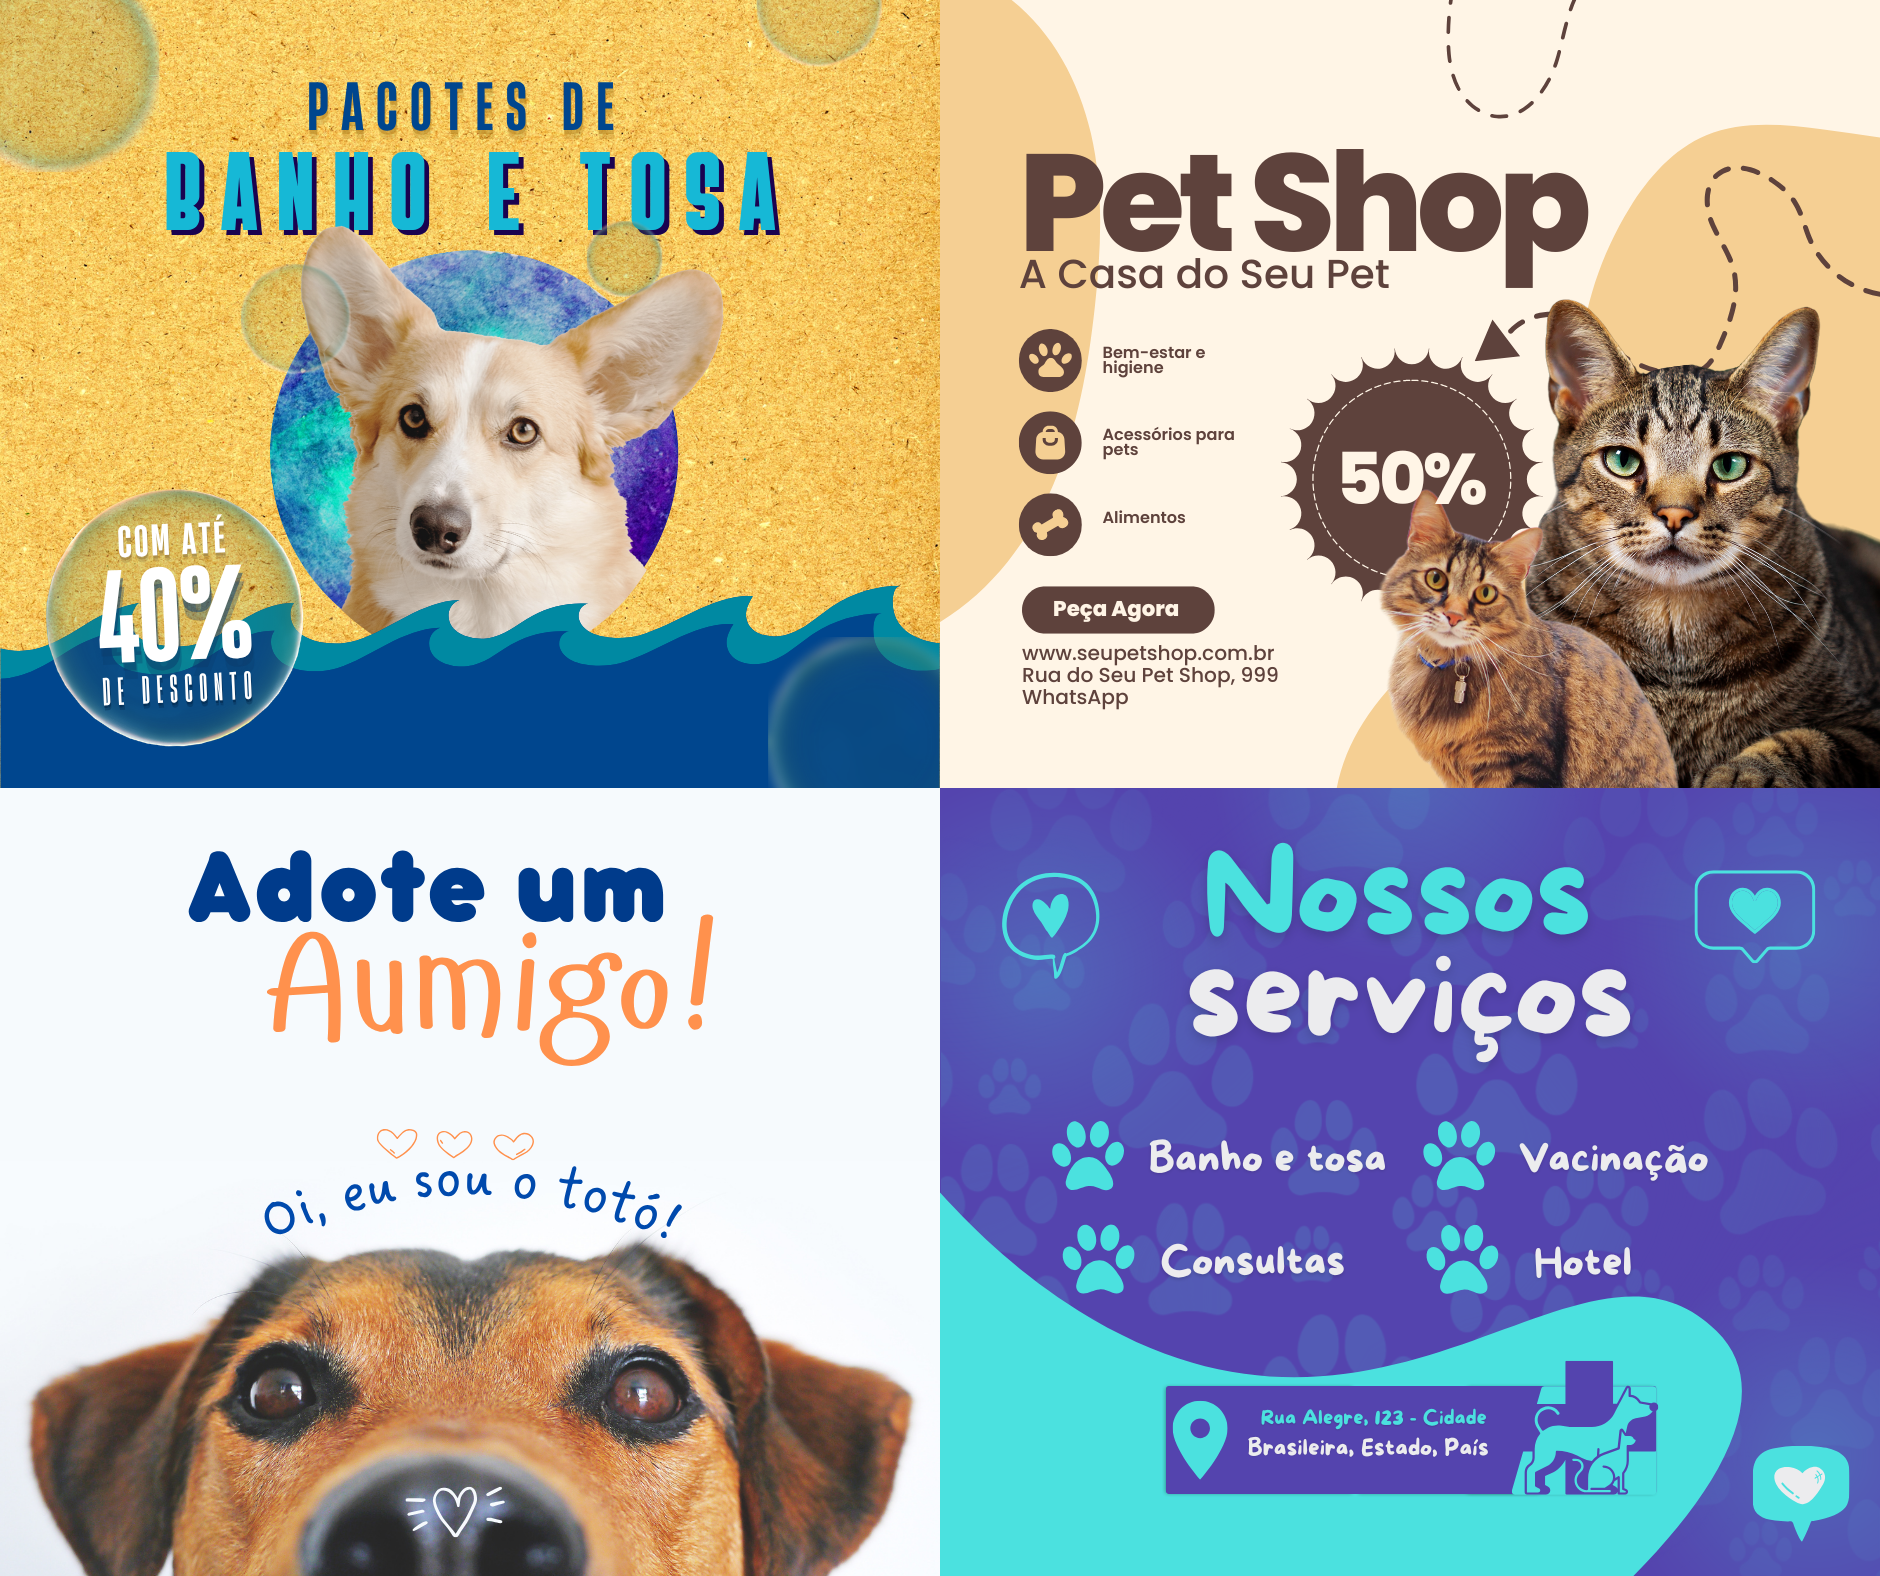 PACOTES DE
BANHO E TOSA
COM ATÉ
40%
DE DESCONTO
Pet Shop
A Casa do Seu Pet
Bem-estar e
higiene
Acessórios para
pets
Alimentos
50%
Peça Agora
www.seupetshop.com.br
Rua do Seu Pet Shop, 999
WhatsApp
Adote um
Aumigo!
Oi, eu sou o totó!
Nossos
serviços
Banho e tosa
Vacinação
Consultas
Hotel
Rua Alegre, 123 - Cidade
Brasileira, Estado, País